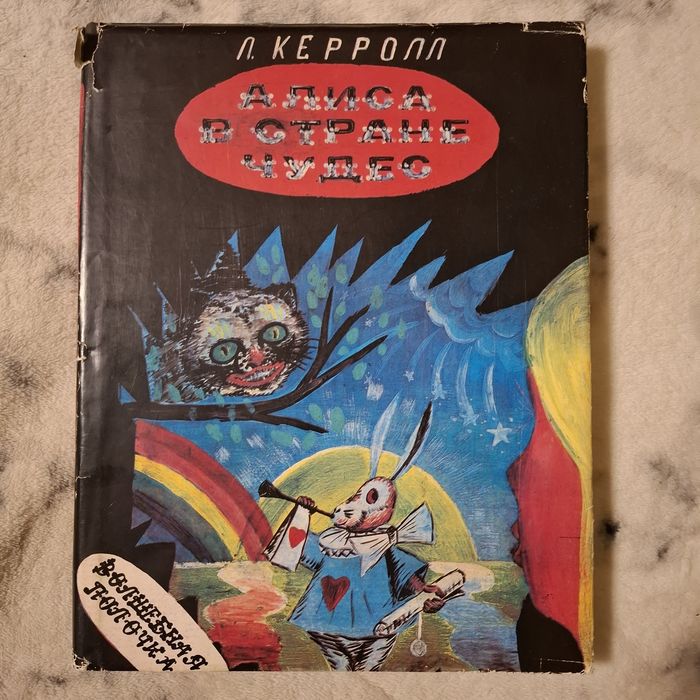 Л. КЕРРОЛЛ
АЛИСА
В СТРАНЕ
ЧУДЕС
ВОЛШЕБНАЯ
ПОЛОЧКА